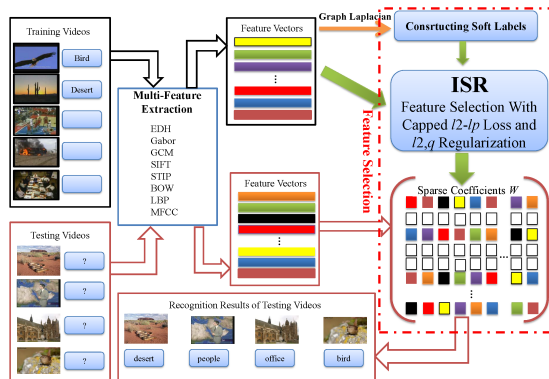 Training Videos
Bird
Desert
Multi-Feature
Extraction
EDH
Gabor
GCM
SIFT
STIP
BOW
LBP
MFCC
Feature Vectors
...
Graph Laplacian
Consrtucting Soft Labels
ISR
Feature Selection With
Capped l2-lp Loss and
l2,q Regularization
Feature Selection
Sparse Coefficients W
...
...
Testing Videos
?
?
?
?
Feature Vectors
...
Recognition Results of Testing Videos
desert
people
office
bird